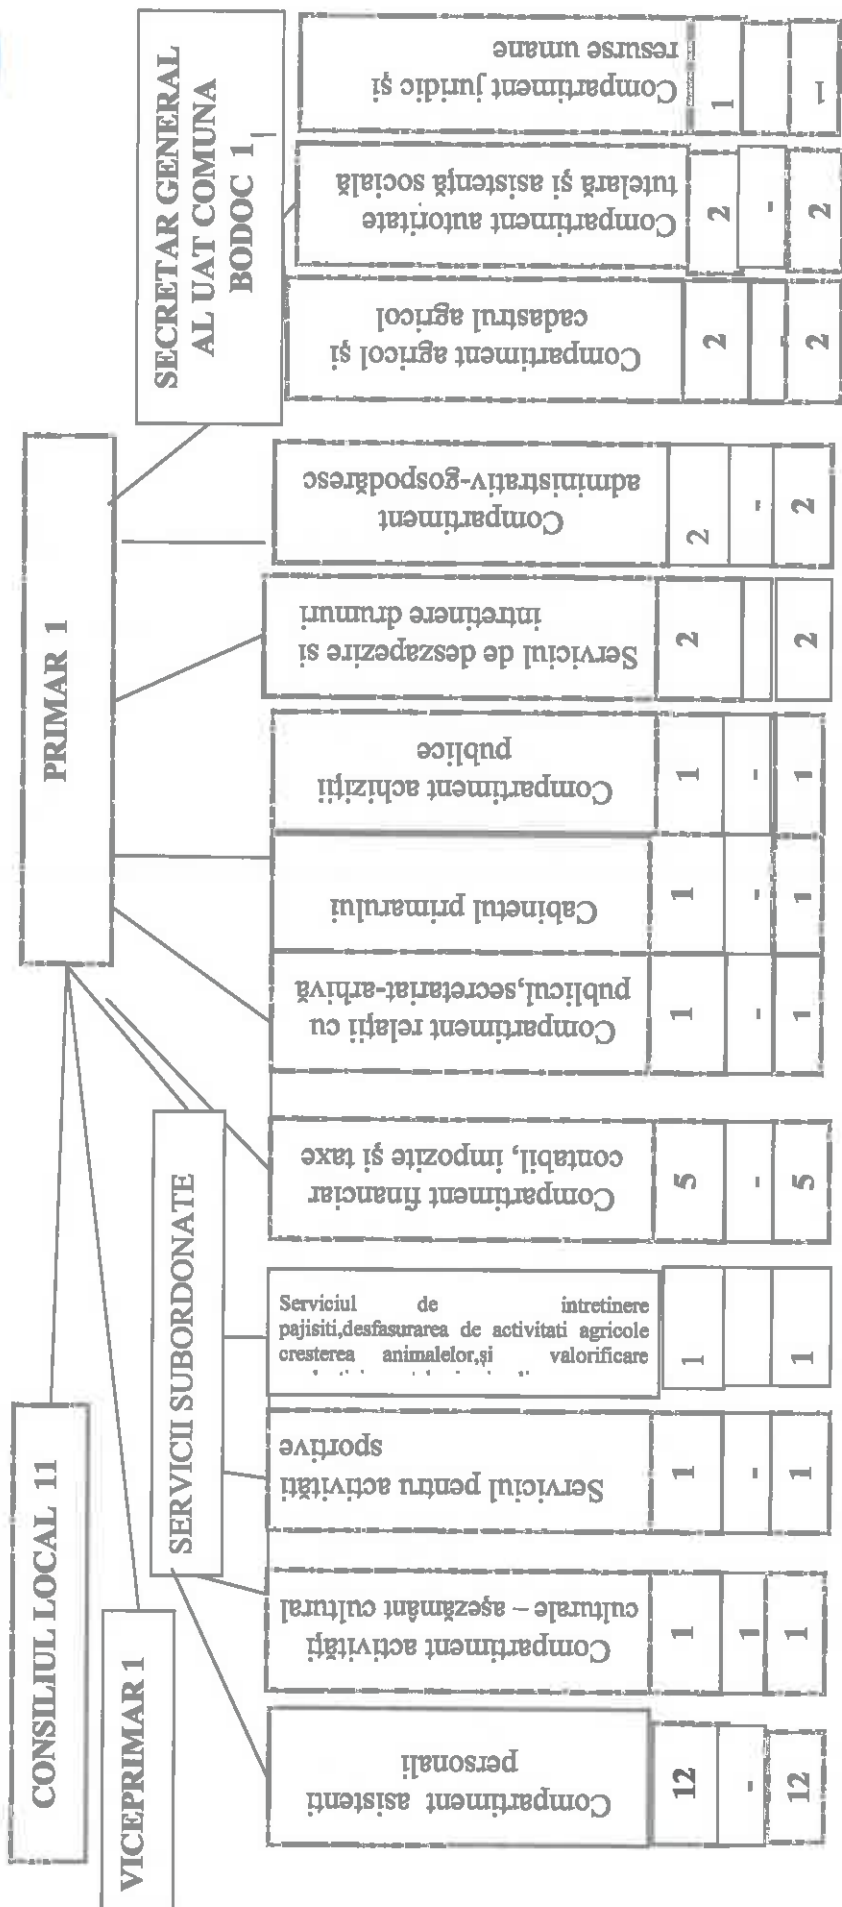 CONSILIUL LOCAL 11
PRIMAR 1
VICEPRIMAR 1
SERVICII SUBORDONATE
SECRETAR GENERAL
AL UAT COMUNA
BODOC 1
Compartiment asistenti
personali
12
-
12
Compartiment activităţi
culturale – aşezământ cultural
1
1
1
Serviciul pentru activităti
sportive
1
-
1
Serviciul de intretinere
pajisiti,desfasurarea de activitati agricole
cresterea animalelor,şi valorificare
1
1
Compartiment financiar
contabil, impozite şi taxe
5
-
5
Compartiment relaţii cu
publicul,secretariat-arhivă
1
-
1
Cabinetul primarului
1
-
1
Compartiment achiziţii
publice
1
-
1
Serviciul de deszapezire si
intretinere drumuri
2
2
Compartiment
administrativ-gospodăresc
2
-
2
Compartiment agricol şi
cadastrul agricol
2
-
2
Compartiment autoritate
tutelară şi asistenţă socială
2
-
2
Compartiment juridic şi
resurse umane
1
1